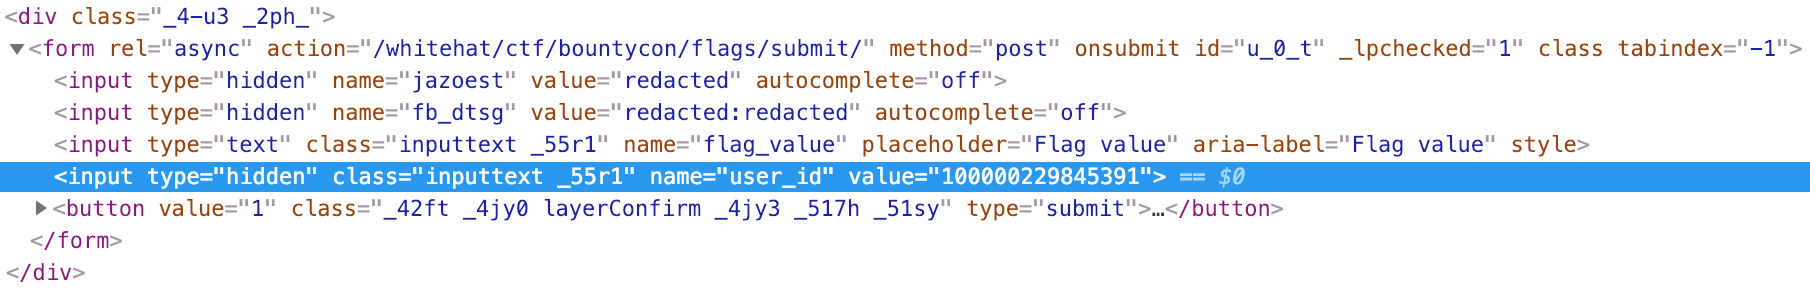 <div class="_4-u3 _2ph_">
▼<form rel="async" action="/whitehat/ctf/bountycon/flags/submit/" method="post" onsubmit id="u_0_t" _lpchecked="1" class tabindex="-1">
<input type="hidden" name="jazoest" value="redacted" autocomplete="off">
<input type="hidden" name="fb_dtsg" value="redacted:redacted" autocomplete="off">
<input type="text" class="inputtext _55r1" name="flag_value" placeholder="Flag value" aria-label="Flag value" style>
<input type="hidden" class="inputtext _55r1" name="user_id" value="100000229845391"> == $0
▶<button value="1" class="_42ft _4jy0 layerConfirm _4jy3 _517h _51sy" type="submit">…</button>
</form>
</div>